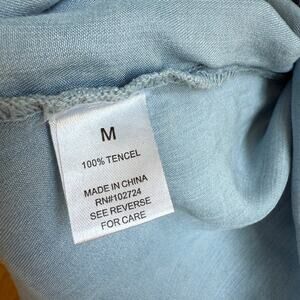 M
100% TENCEL
MADE IN CHINA
RN#102724
SEE REVERSE
FOR CARE